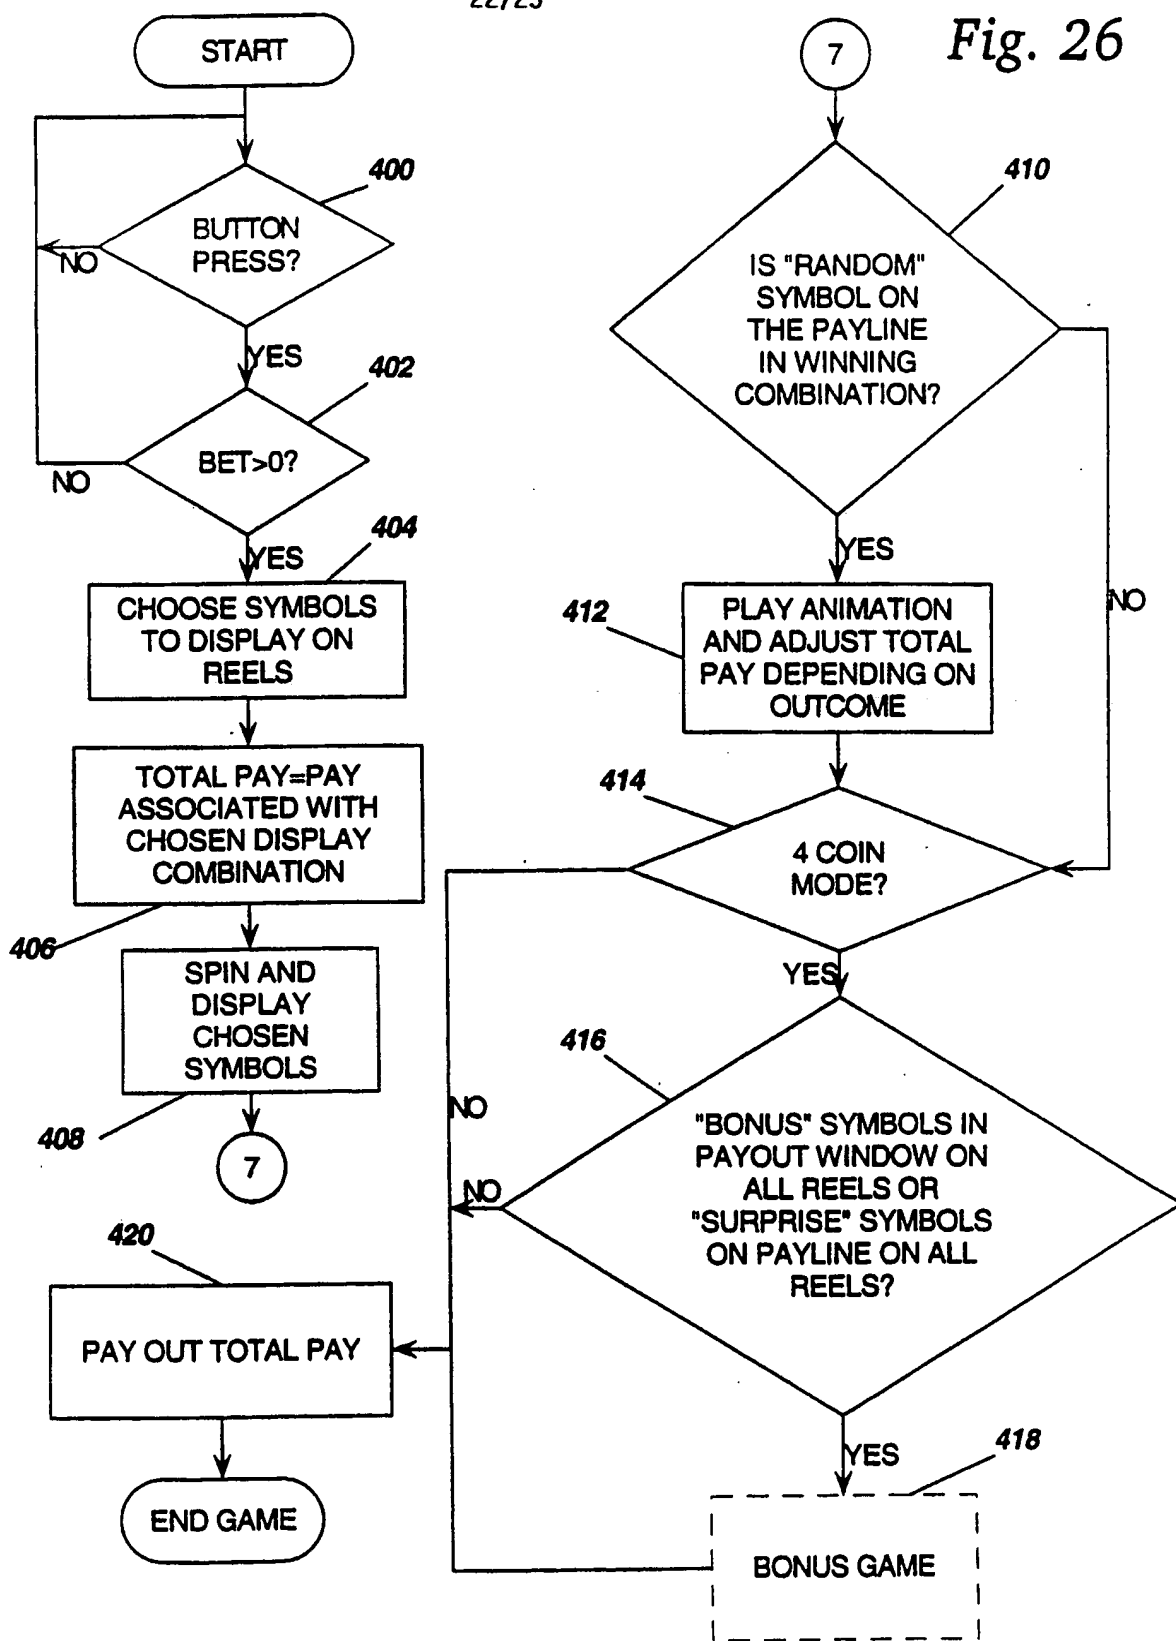 22/23
START
400
BUTTON
PRESS?
NO
YES
402
BET>0?
NO
YES
404
CHOOSE SYMBOLS
TO DISPLAY ON
REELS
TOTAL PAY=PAY
ASSOCIATED WITH
CHOSEN DISPLAY
COMBINATION
406
SPIN AND
DISPLAY
CHOSEN
SYMBOLS
408
7
420
PAY OUT TOTAL PAY
END GAME
Fig. 26
7
410
IS "RANDOM"
SYMBOL ON
THE PAYLINE
IN WINNING
COMBINATION?
YES
NO
412
PLAY ANIMATION
AND ADJUST TOTAL
PAY DEPENDING ON
OUTCOME
414
4 COIN
MODE?
YES
NO
416
"BONUS" SYMBOLS IN
PAYOUT WINDOW ON
ALL REELS OR
"SURPRISE" SYMBOLS
ON PAYLINE ON ALL
REELS?
NO
YES
418
BONUS GAME